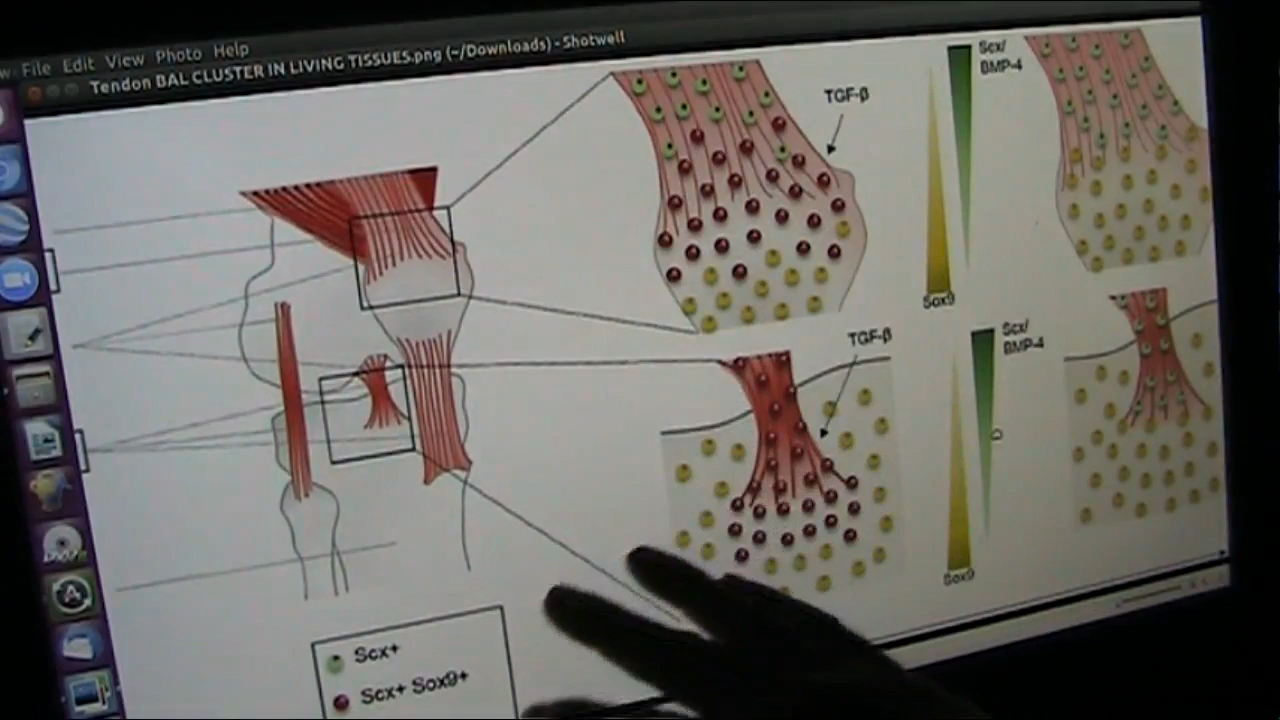 File Edit View Photo Help
Tendon BAL CLUSTER IN LIVING TISSUES.png (~/Downloads) - Shotwell
TGF-β
Scx/
BMP-4
Sox9
TGF-β
Scx/
BMP-4
Sox9
Scx+
Scx+ Sox9+